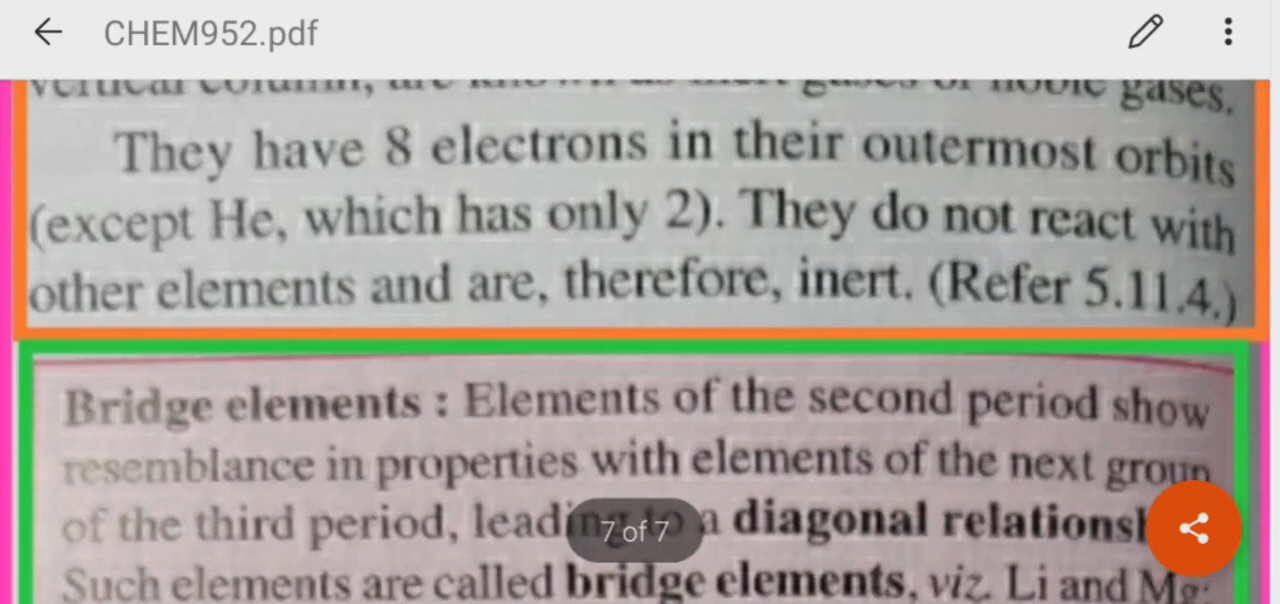 CHEM952.pdf
gases.
They have 8 electrons in their outermost orbits
(except He, which has only 2). They do not react with
other elements and are, therefore, inert. (Refer 5.11.4.)
Bridge elements : Elements of the second period show
resemblance in properties with elements of the next group
of the third period, leading to a diagonal
7 of 7
Such elements are called bridge elements, viz. Li and Mg;